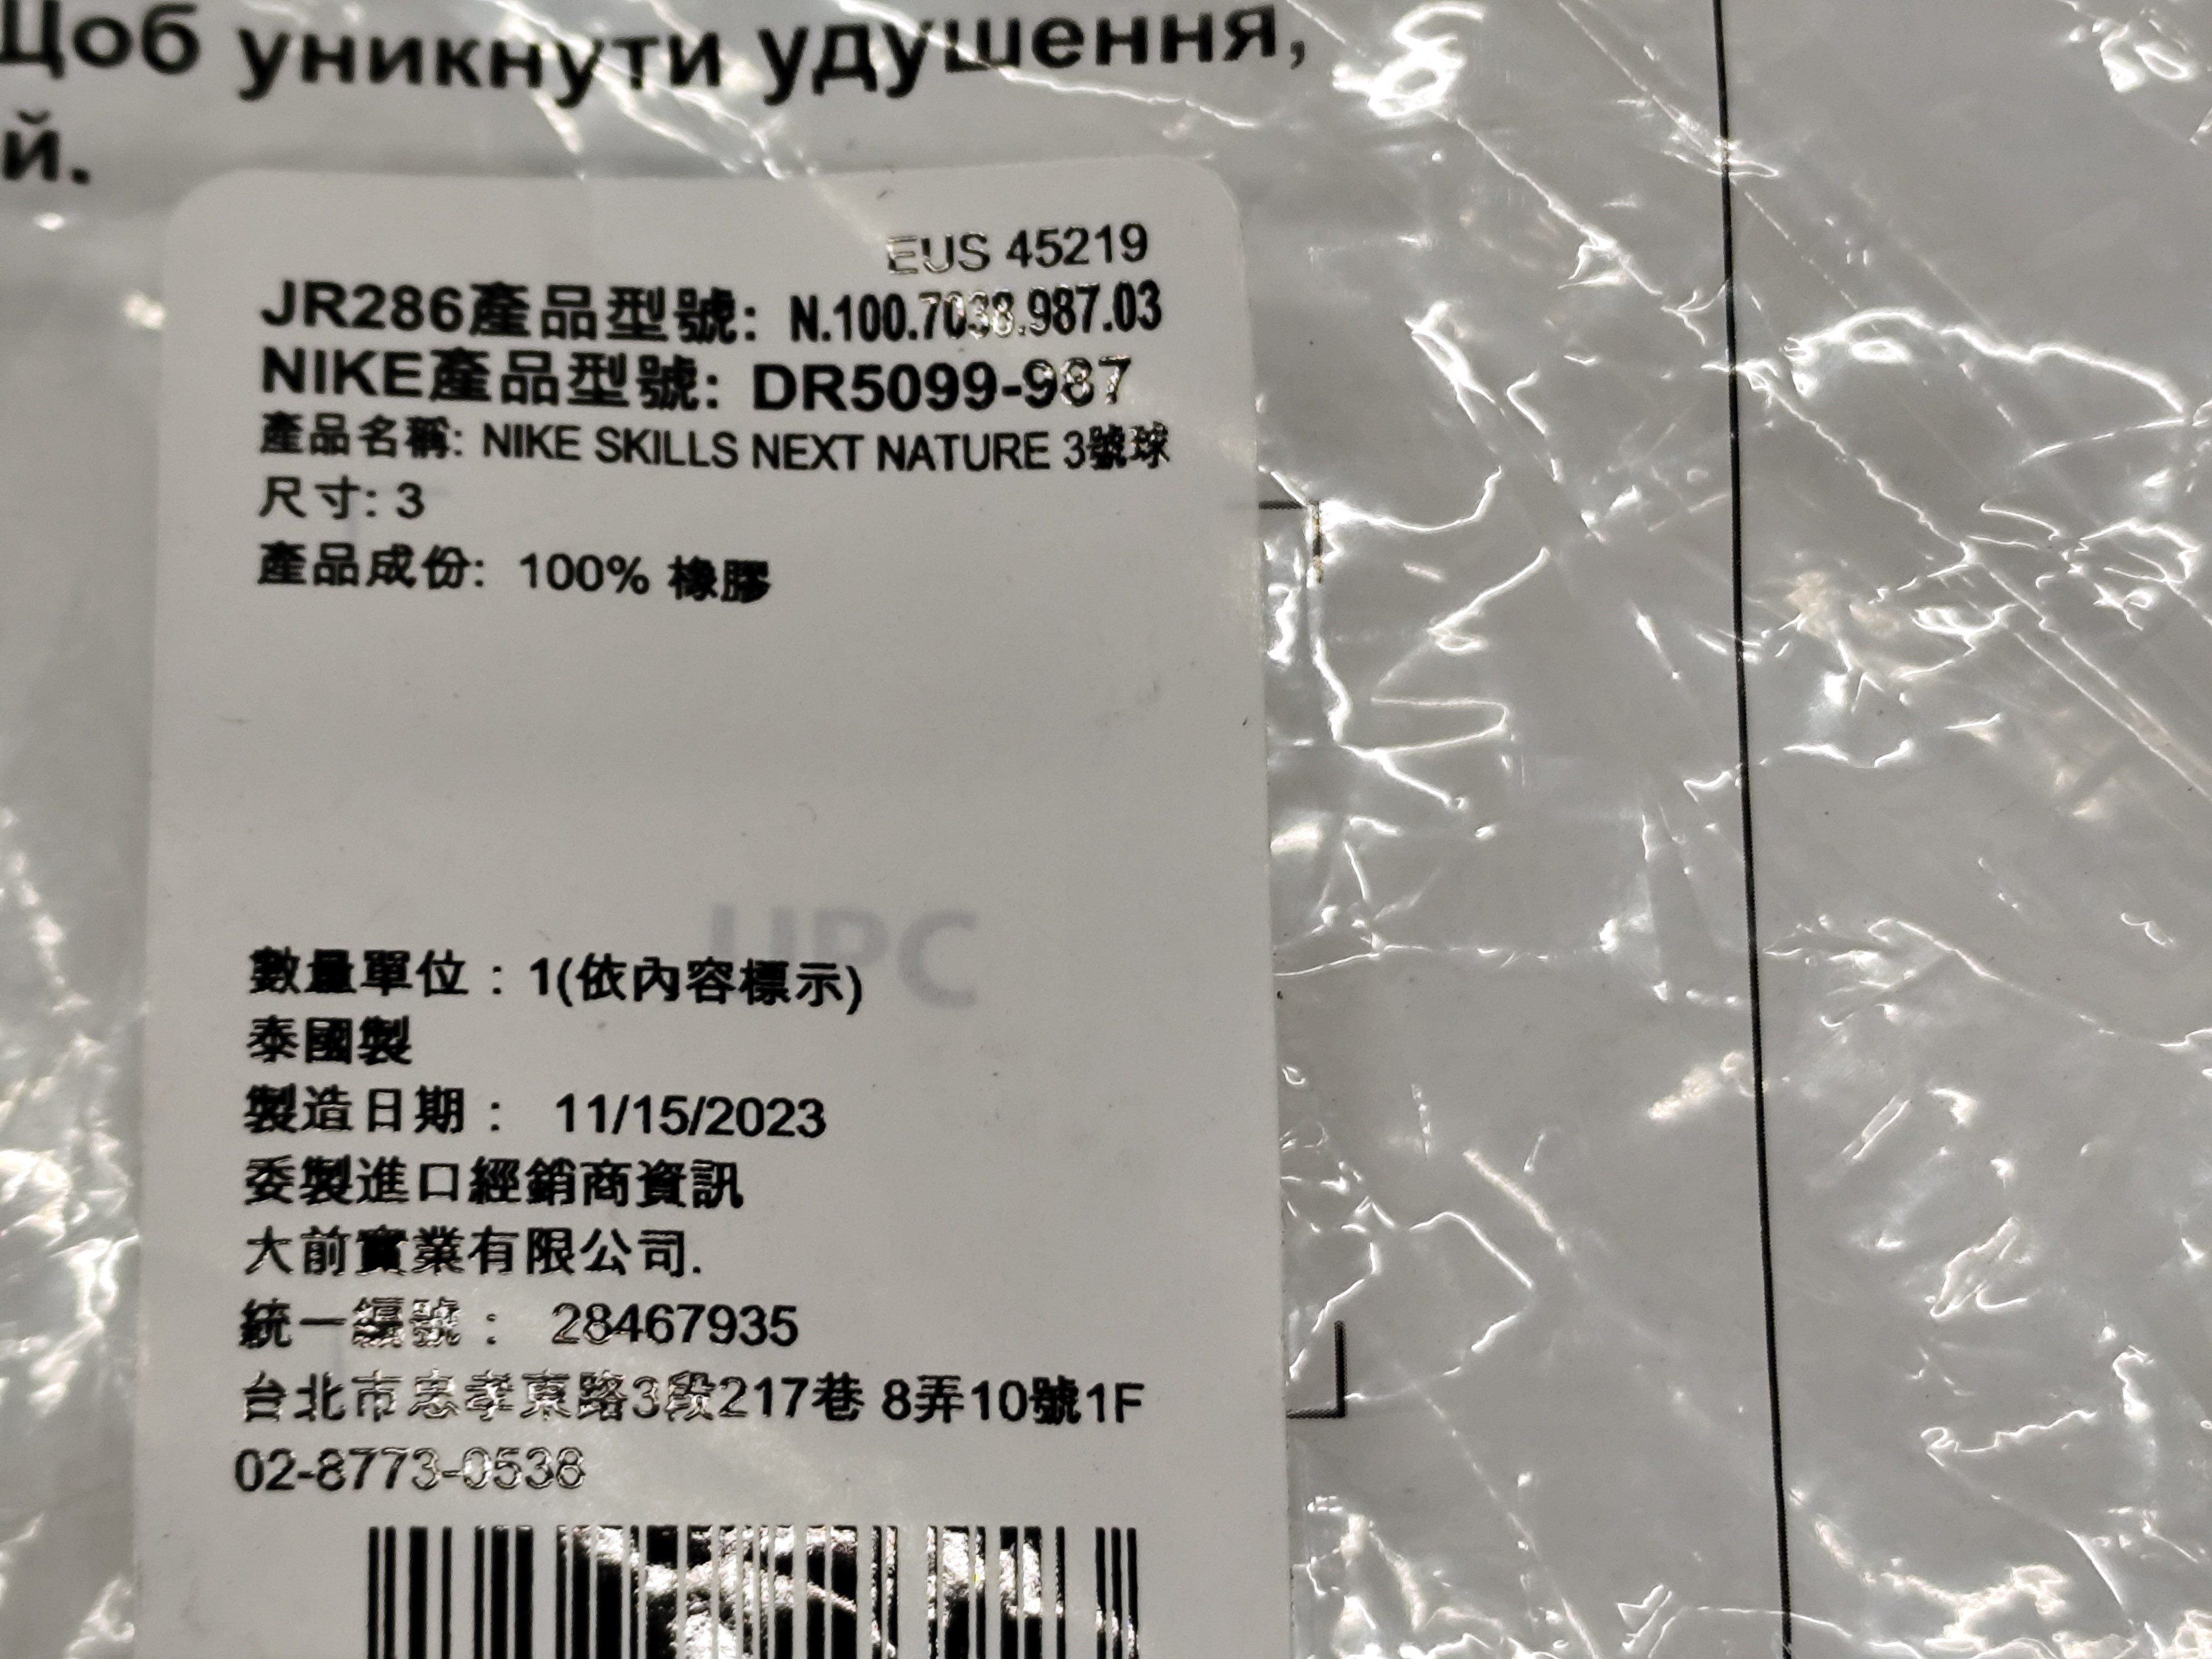 Щоб уникнути удушення,
й.
EUS 45219
JR286產品型號: N.100.7038.987.03
NIKE產品型號: DR5099-987
產品名稱: NIKE SKILLS NEXT NATURE 3號球
尺寸: 3
產品成份: 100% 橡膠
UPC
數量單位：1(依內容標示)
泰國製
製造日期： 11/15/2023
委製進口經銷商資訊
大前實業有限公司.
統一編號： 28467935
台北市忠孝東路3段217巷 8弄10號1F
02-8773-0538